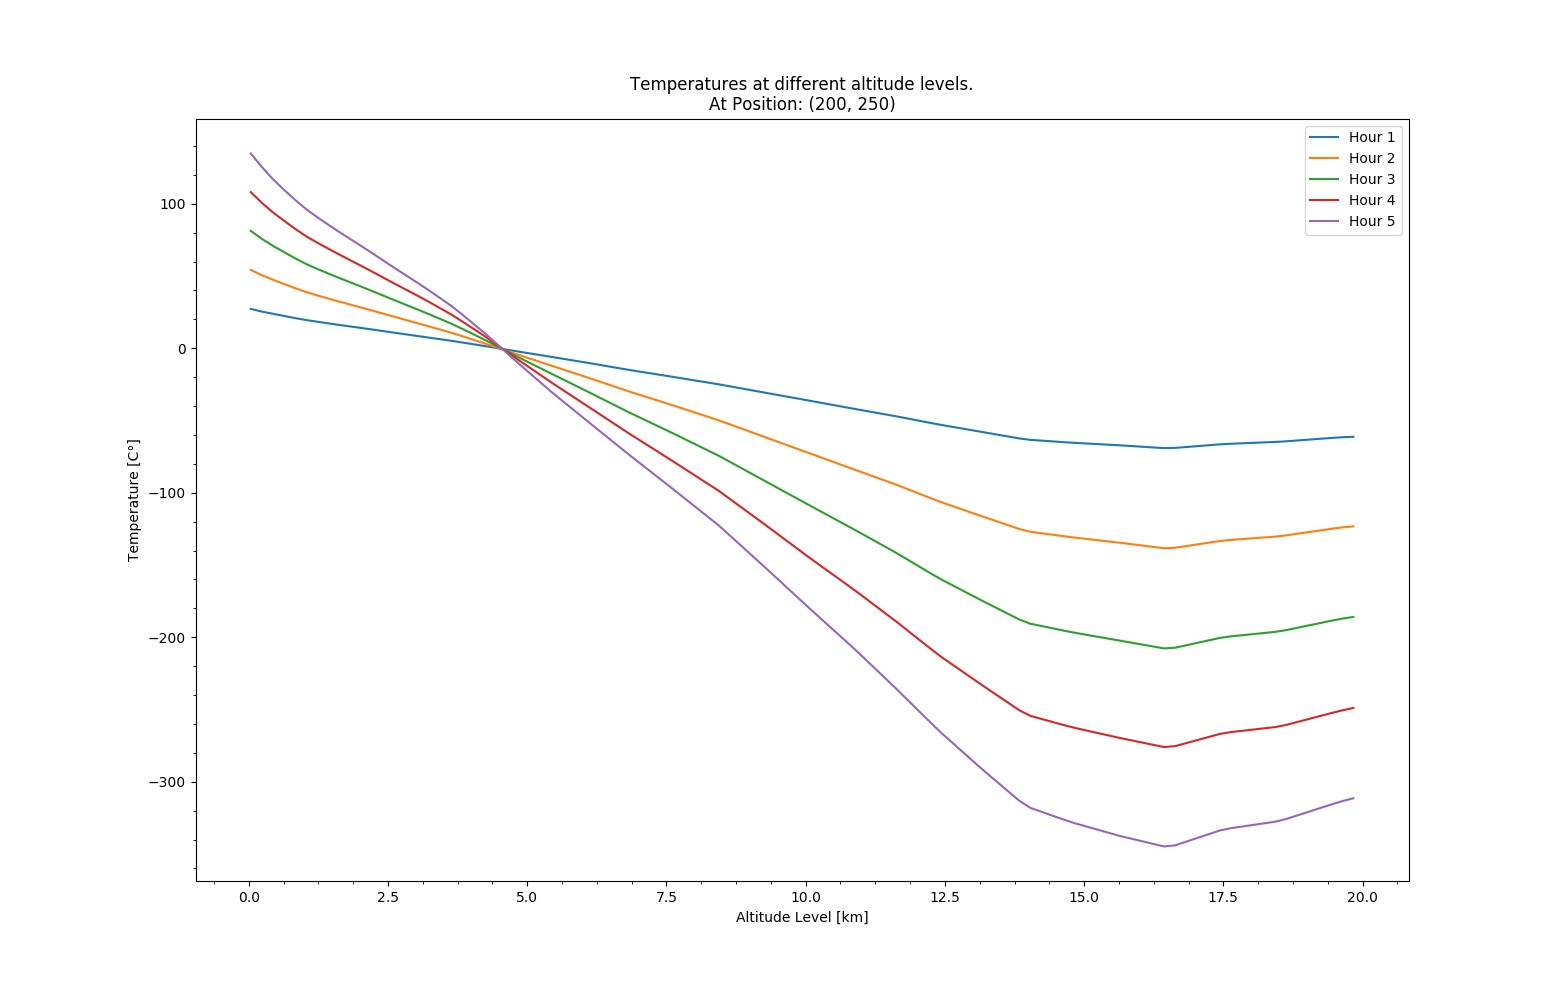 Temperatures at different altitude levels.
At Position: (200, 250)
Hour 1
Hour 2
Hour 3
Hour 4
Hour 5
Temperature [C°]
100
0
−100
−200
−300
0.0 2.5 5.0 7.5 10.0 12.5 15.0 17.5 20.0
Altitude Level [km]